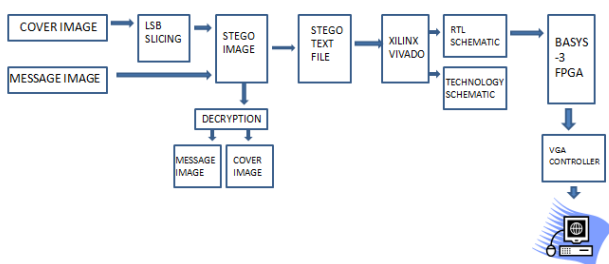 COVER IMAGE
LSB
SLICING
STEGO
IMAGE
STEGO
TEXT
FILE
XILINX
VIVADO
RTL
SCHEMATIC
BASYS
-3
FPGA
MESSAGE IMAGE
TECHNOLOGY
SCHEMATIC
DECRYPTION
MESSAGE
IMAGE
COVER
IMAGE
VGA
CONTROLLER